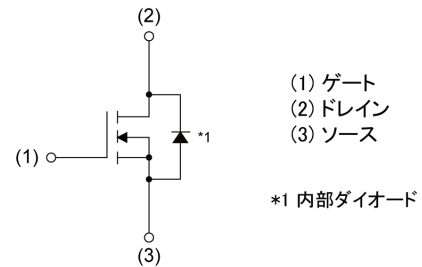 (2)
(1)
*1
(3)
(1) ゲート
(2) ドレイン
(3) ソース
*1 内部ダイオード